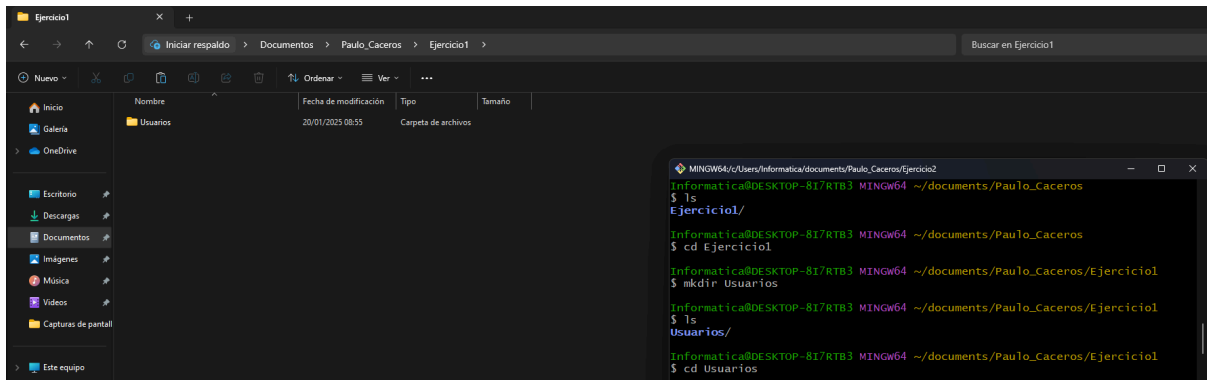 Ejercicio1
Iniciar respaldo > Documentos > Paulo_Caceros > Ejercicio1 >
Buscar en Ejercicio1
Nuevo
Ordenar
Ver
Inicio
Galería
OneDrive
Escritorio
Descargas
Documentos
Imágenes
Música
Videos
Capturas de pantall
Este equipo
Nombre
Fecha de modificación
Tipo
Tamaño
Usuarios
20/01/2025 08:55
Carpeta de archivos
MINGW64:/c/Users/Informatica/documents/Paulo_Caceros/Ejercicio2
Informatica@DESKTOP-8I7RTB3 MINGW64 ~/documents/Paulo_Caceros
$ ls
Ejercicio1/
Informatica@DESKTOP-8I7RTB3 MINGW64 ~/documents/Paulo_Caceros
$ cd Ejercicio1
Informatica@DESKTOP-8I7RTB3 MINGW64 ~/documents/Paulo_Caceros/Ejercicio1
$ mkdir Usuarios
Informatica@DESKTOP-8I7RTB3 MINGW64 ~/documents/Paulo_Caceros/Ejercicio1
$ ls
Usuarios/
Informatica@DESKTOP-8I7RTB3 MINGW64 ~/documents/Paulo_Caceros/Ejercicio1
$ cd Usuarios